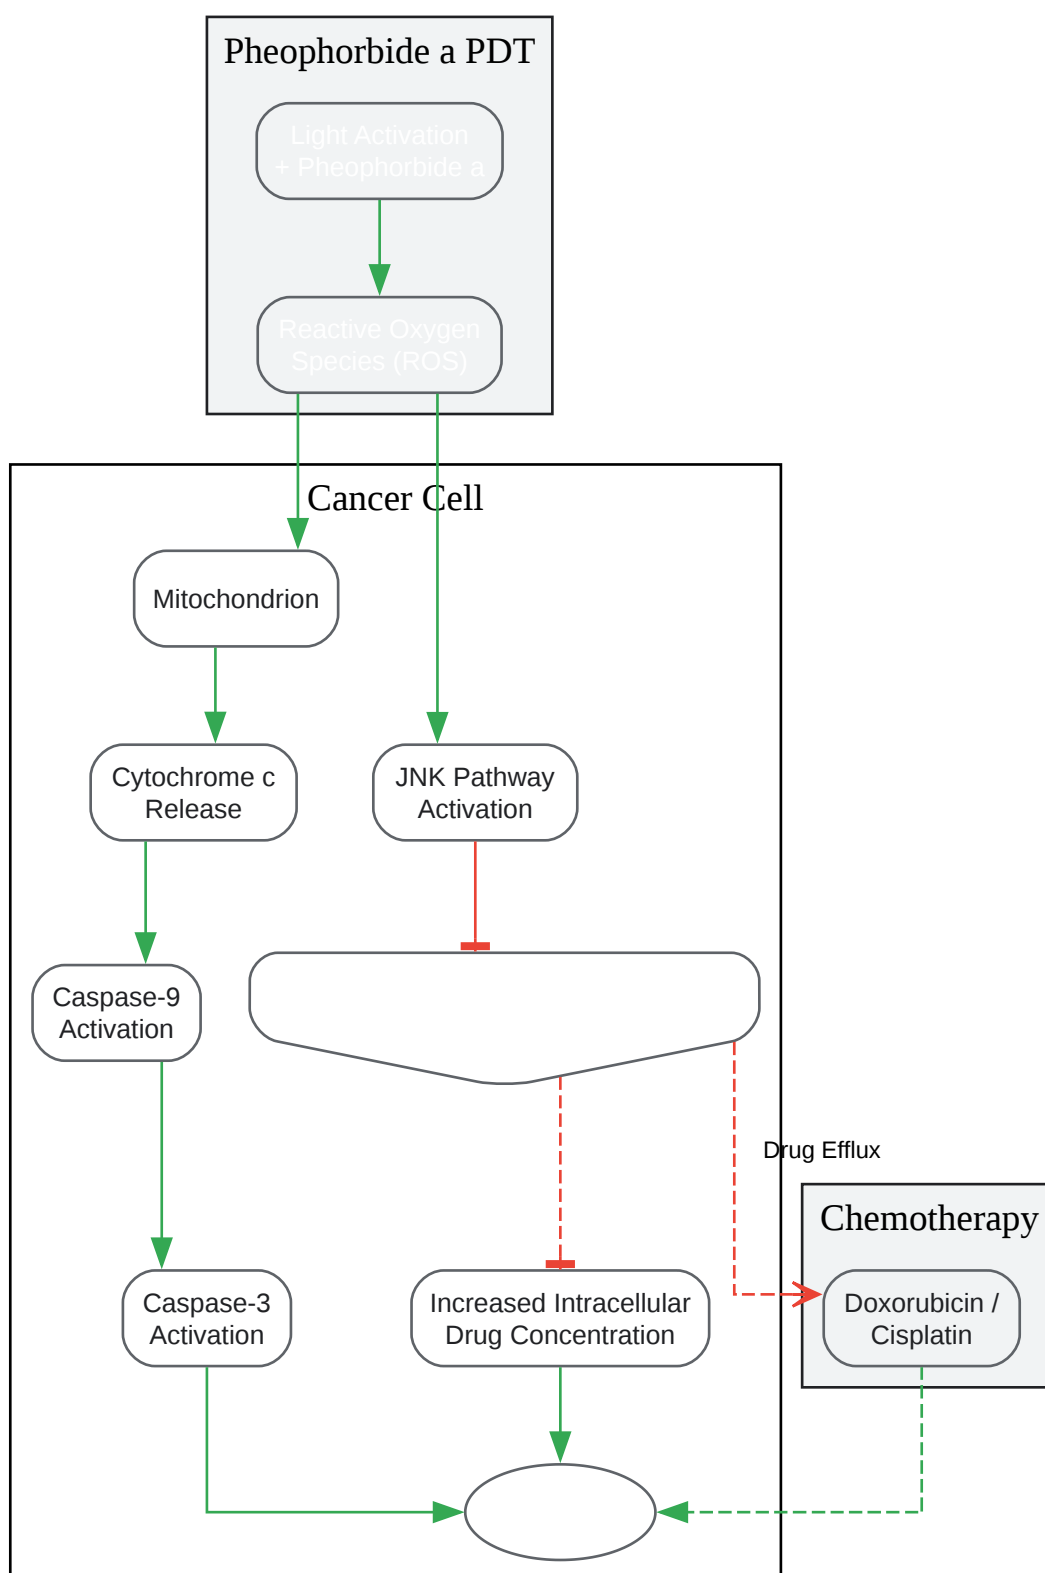 Pheophorbide a PDT
Light Activation
+ Pheophorbide a
Reactive Oxygen
Species (ROS)
Cancer Cell
Mitochondrion
Cytochrome c
Release
JNK Pathway
Activation
Caspase-9
Activation
Drug Efflux
Chemotherapy
Caspase-3
Activation
Increased Intracellular
Drug Concentration
Doxorubicin /
Cisplatin